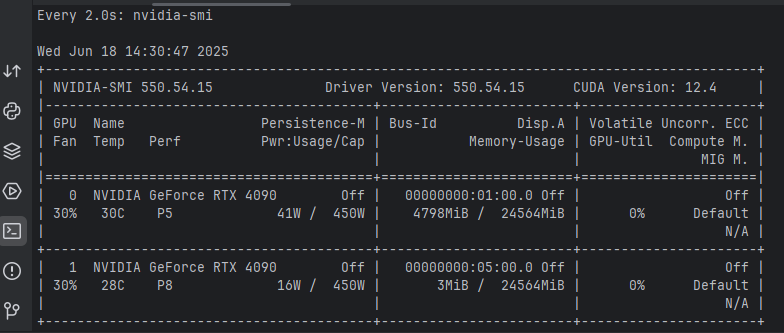 Every 2.0s: nvidia-smi
Wed Jun 18 14:30:47 2025
+-----------------------------------------------------------------------------------------+
| NVIDIA-SMI 550.54.15              Driver Version: 550.54.15      CUDA Version: 12.4     |
|-----------------------------------------+------------------------+----------------------+
| GPU  Name                 Persistence-M | Bus-Id          Disp.A | Volatile Uncorr. ECC |
| Fan  Temp   Perf          Pwr:Usage/Cap |           Memory-Usage | GPU-Util  Compute M. |
|                                         |                        |               MIG M. |
|=========================================+========================+======================|
|   0  NVIDIA GeForce RTX 4090        Off |   00000000:01:00.0 Off |                  Off |
| 30%   30C    P5              41W /  450W |    4798MiB /  24564MiB |      0%      Default |
|                                         |                        |                  N/A |
+-----------------------------------------+------------------------+----------------------+
|   1  NVIDIA GeForce RTX 4090        Off |   00000000:05:00.0 Off |                  Off |
| 30%   28C    P8              16W /  450W |       3MiB /  24564MiB |      0%      Default |
|                                         |                        |                  N/A |
+-----------------------------------------+------------------------+----------------------+